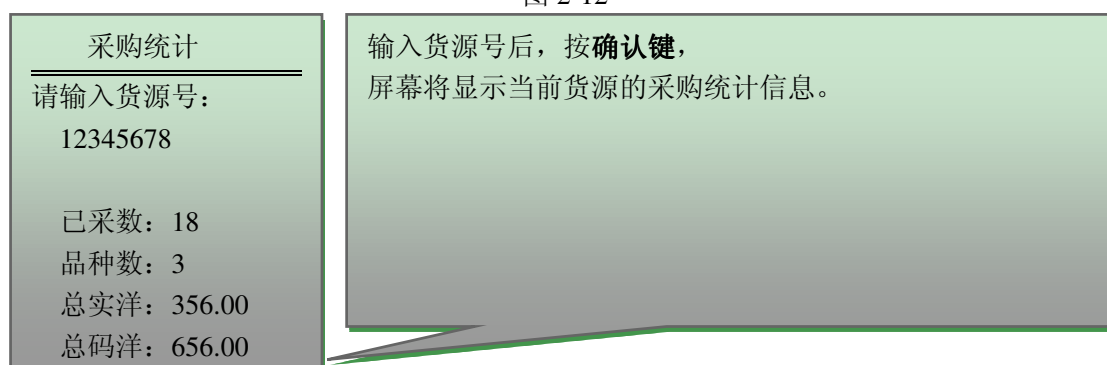 图 2-12
采购统计
请输入货源号：
12345678
已采数：18
品种数：3
总实洋：356.00
总码洋：656.00
输入货源号后，按确认键，
屏幕将显示当前货源的采购统计信息。